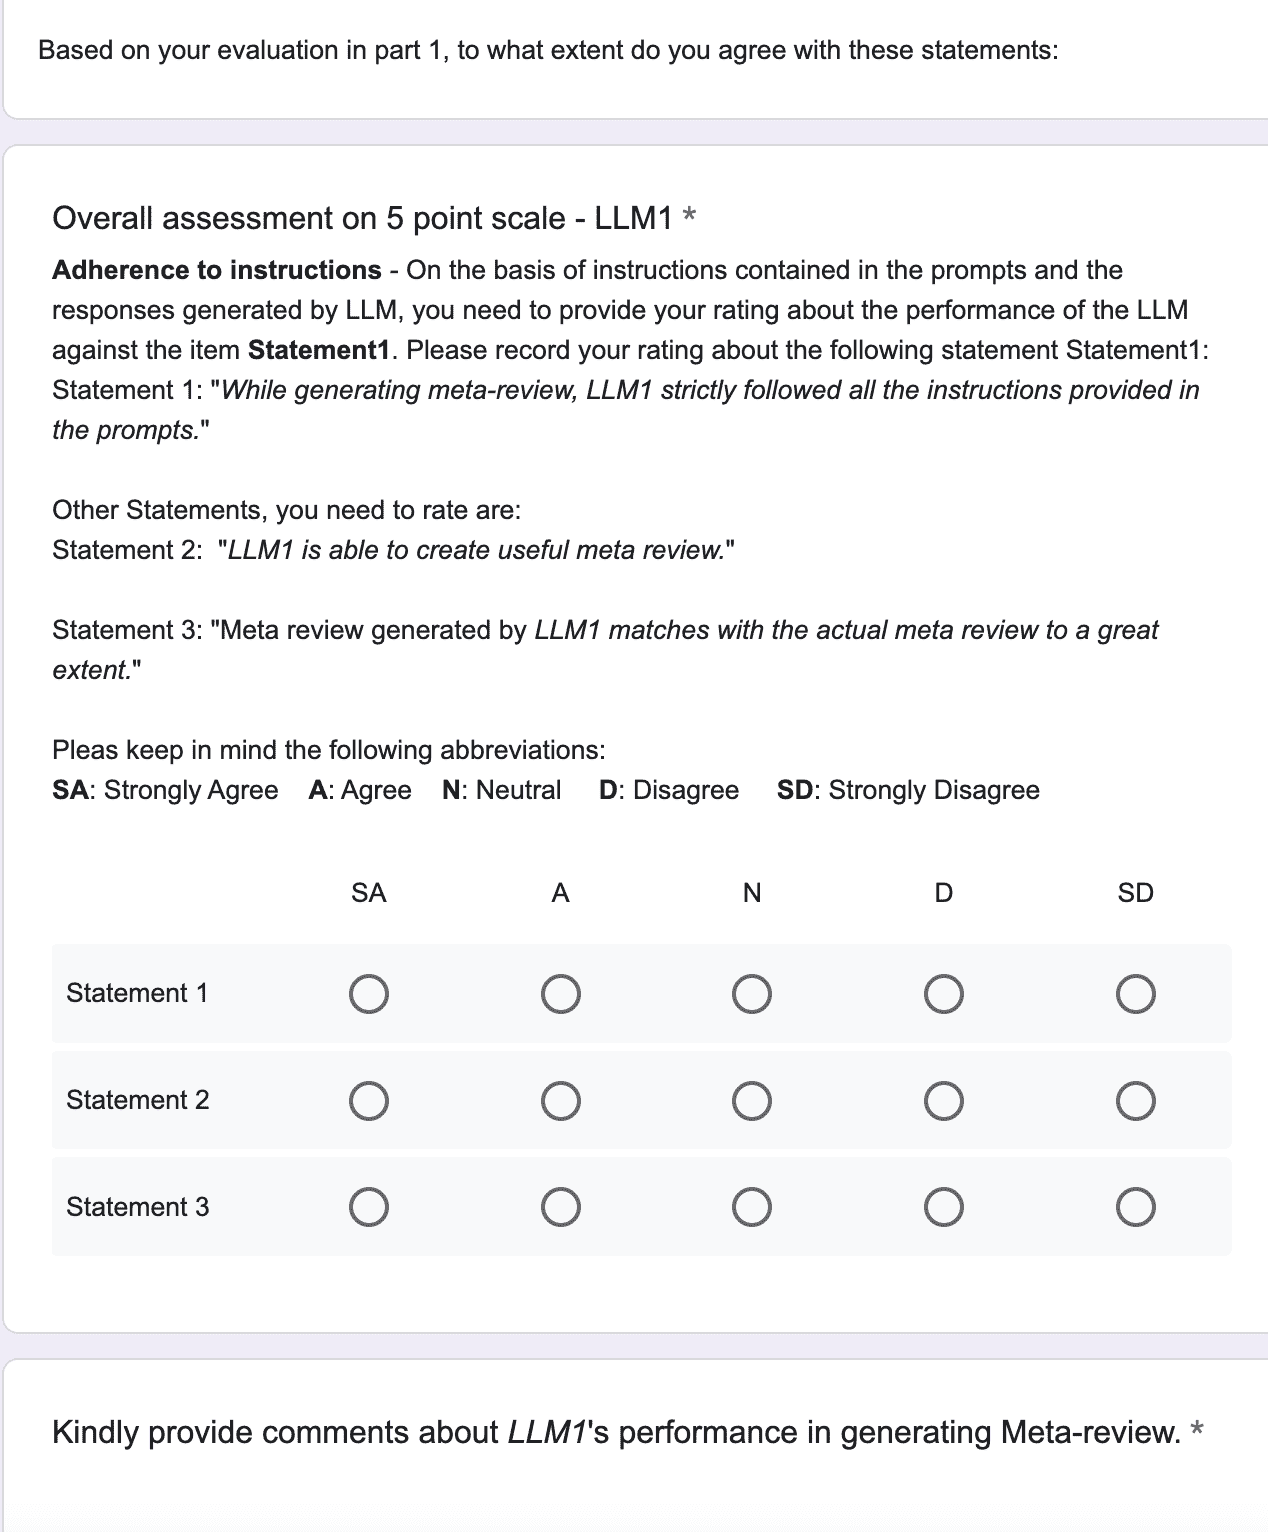 Based on your evaluation in part 1, to what extent do you agree with these statements:
Overall assessment on 5 point scale - LLM1 *
Adherence to instructions - On the basis of instructions contained in the prompts and the
responses generated by LLM, you need to provide your rating about the performance of the LLM
against the item Statement1. Please record your rating about the following statement Statement1:
Statement 1: "While generating meta-review, LLM1 strictly followed all the instructions provided in
the prompts."
Other Statements, you need to rate are:
Statement 2:  "LLM1 is able to create useful meta review."
Statement 3: "Meta review generated by LLM1 matches with the actual meta review to a great
extent."
Pleas keep in mind the following abbreviations:
SA: Strongly Agree A: Agree N: Neutral D: Disagree SD: Strongly Disagree
SA A N D SD
Statement 1
Statement 2
Statement 3
Kindly provide comments about LLM1's performance in generating Meta-review. *